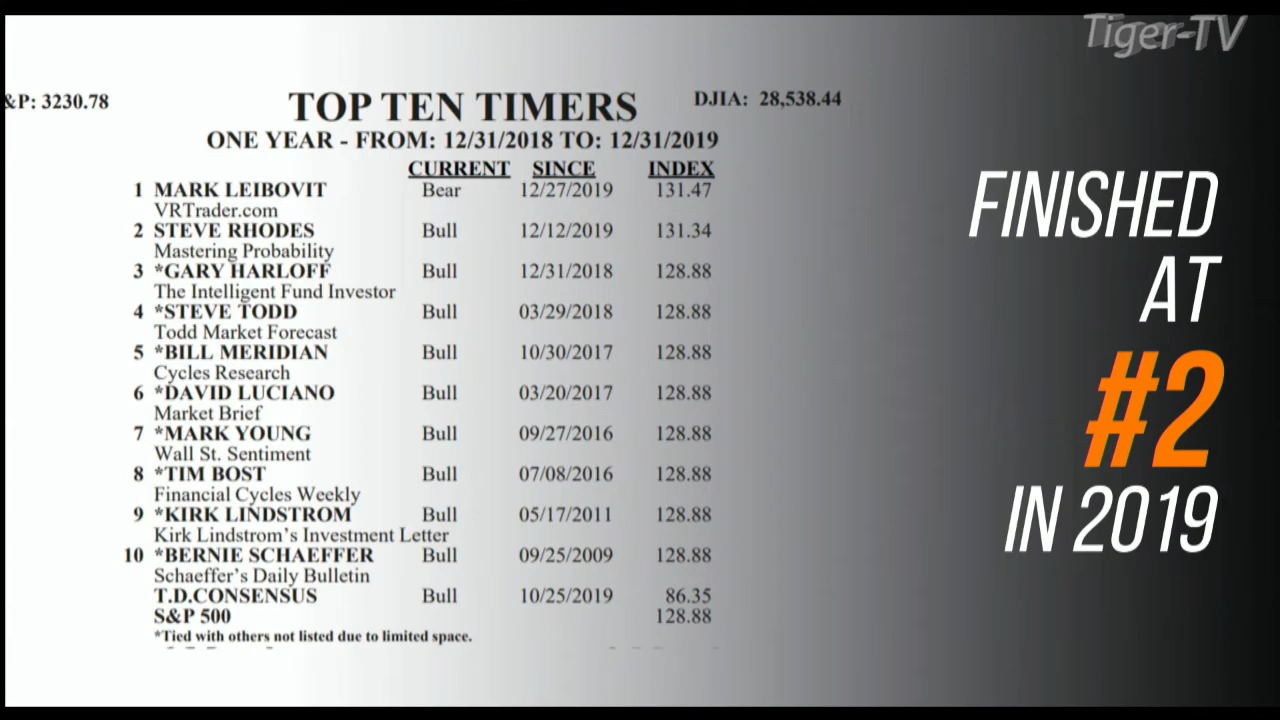 Tiger-TV
&P: 3230.78
TOP TEN TIMERS
DJIA: 28,538.44
ONE YEAR - FROM: 12/31/2018 TO: 12/31/2019
CURRENT SINCE INDEX
1 MARK LEIBOVIT Bear 12/27/2019 131.47
VRTrader.com
2 STEVE RHODES Bull 12/12/2019 131.34
Mastering Probability
3 *GARY HARLOFF Bull 12/31/2018 128.88
The Intelligent Fund Investor
4 *STEVE TODD Bull 03/29/2018 128.88
Todd Market Forecast
5 *BILL MERIDIAN Bull 10/30/2017 128.88
Cycles Research
6 *DAVID LUCIANO Bull 03/20/2017 128.88
Market Brief
7 *MARK YOUNG Bull 09/27/2016 128.88
Wall St. Sentiment
8 *TIM BOST Bull 07/08/2016 128.88
Financial Cycles Weekly
9 *KIRK LINDSTROM Bull 05/17/2011 128.88
Kirk Lindstrom's Investment Letter
10 *BERNIE SCHAEFFER Bull 09/25/2009 128.88
Schaeffer's Daily Bulletin
T.D.CONSENSUS Bull 10/25/2019 86.35
S&P 500 128.88
*Tied with others not listed due to limited space.
FINISHED
AT
#2
IN 2019